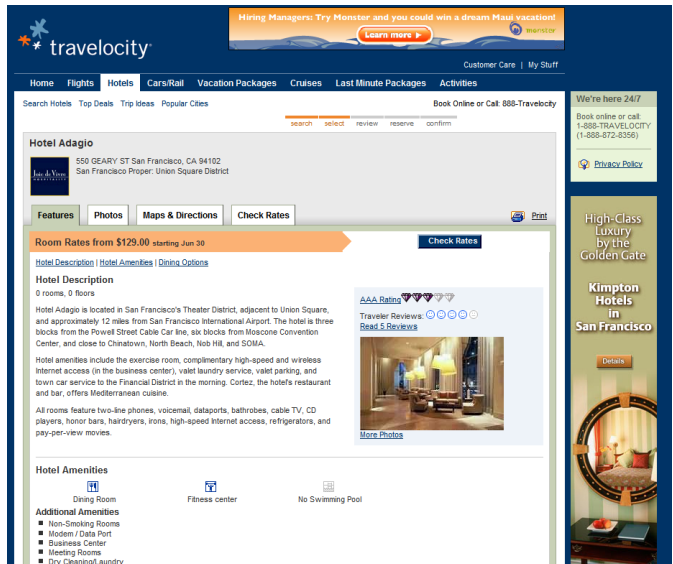 Hiring Managers: Try Monster and you could win a dream Maui vacation!
Learn more
monster
travelocity
Customer Care | My Stuff
Home Flights Hotels Cars/Rail Vacation Packages Cruises Last Minute Packages Activities
Search Hotels Top Deals Trip Ideas Popular Cities Book Online or Call: 888-Travelocity
search select review reserve confirm
Hotel Adagio
Joie de Vivre
HOSPITALITY
550 GEARY ST San Francisco, CA 94102
San Francisco Proper: Union Square District
Features Photos Maps & Directions Check Rates Print
Room Rates from $129.00 starting Jun 30
Check Rates
Hotel Description | Hotel Amenities | Dining Options
Hotel Description
0 rooms, 0 floors
Hotel Adagio is located in San Francisco's Theater District, adjacent to Union Square,
and approximately 12 miles from San Francisco International Airport. The hotel is three
blocks from the Powell Street Cable Car line, six blocks from Moscone Convention
Center, and close to Chinatown, North Beach, Nob Hill, and SOMA.
Hotel amenities include the exercise room, complimentary high-speed and wireless
Internet access (in the business center), valet laundry service, valet parking, and
town car service to the Financial District in the morning. Cortez, the hotel's restaurant
and bar, offers Mediterranean cuisine.
All rooms feature two-line phones, voicemail, dataports, bathrobes, cable TV, CD
players, honor bars, hairdryers, irons, high-speed Internet access, refrigerators, and
pay-per-view movies.
AAA Rating
Traveler Reviews:
Read 5 Reviews
More Photos
Hotel Amenities
Dining Room Fitness center No Swimming Pool
Additional Amenities
Non-Smoking Rooms
Modem / Data Port
Business Center
Meeting Rooms
Dry Cleaning/Laundry
We're here 24/7
Book online or call:
1-888-TRAVELOCITY
(1-888-872-8356)
Privacy Policy
High-Class
Luxury
by the
Golden Gate
Kimpton
Hotels
in
San Francisco
Details